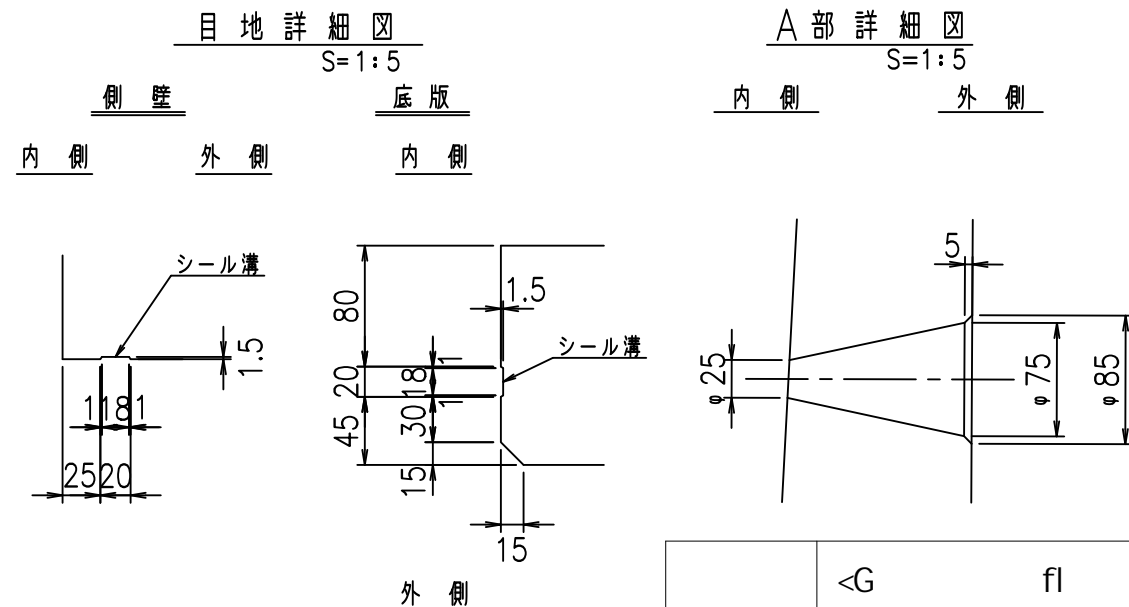 目地詳細図
S=1:5
側壁
内側
外側
シール溝
1.5
1 18 1
25 20
底版
内側
80
20
45
18
1
1
30
15
1.5
シール溝
15
外側
A部詳細図
S=1:5
内側
外側
5
φ25
φ75
φ85
<G fl